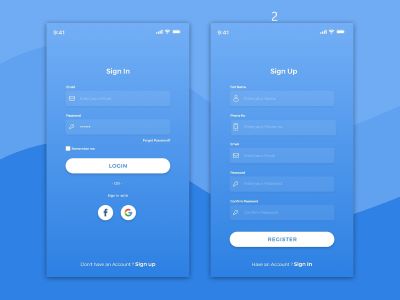 2
9:41
Sign In
Email
Enter your Email
Password
Forgot Password?
Remember me
LOGIN
- OR -
Sign in with
Don't have an Account ? Sign up
9:41
Sign Up
Full Name
Enter your Name
Phone No
Enter your Phone no
Email
Enter your Email
Password
Enter your Password
Confirm Password
Confirm Password
REGISTER
Have an Account ? Sign In